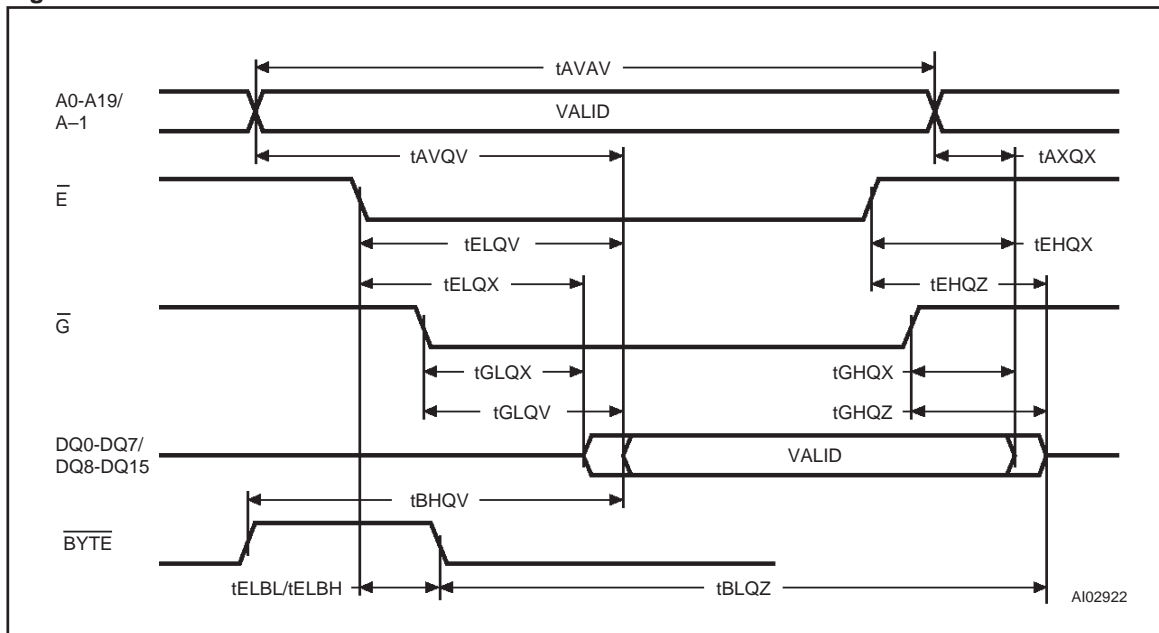 tAVAV
A0-A19/
A–1
VALID
tAVQV
tAXQX
E
tELQV
tEHQX
tELQX
tEHQZ
G
tGLQX
tGHQX
tGLQV
tGHQZ
DQ0-DQ7/
DQ8-DQ15
VALID
tBHQV
BYTE
tELBL/tELBH
tBLQZ
AI02922